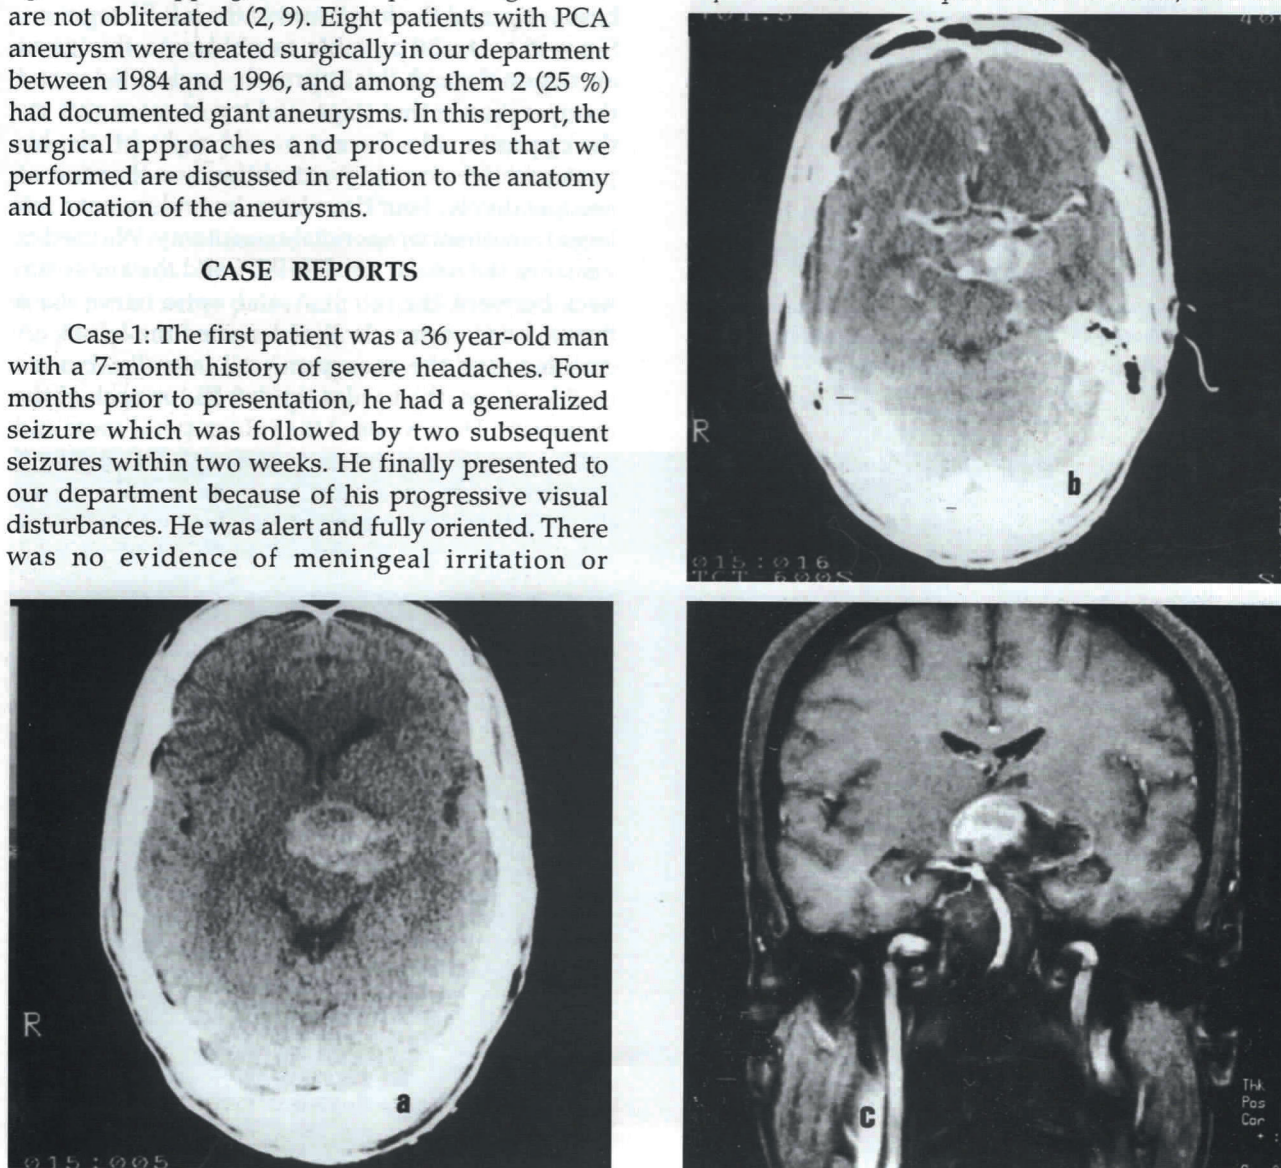 are not obliterated (2, 9). Eight patients with PCA
aneurysm were treated surgically in our department
between 1984 and 1996, and among them 2 (25 %)
had documented giant aneurysms. In this report, the
surgical approaches and procedures that we
performed are discussed in relation to the anatomy
and location of the aneurysms.
CASE REPORTS
Case 1: The first patient was a 36 year-old man
with a 7-month history of severe headaches. Four
months prior to presentation, he had a generalized
seizure which was followed by two subsequent
seizures within two weeks. He finally presented to
our department because of his progressive visual
disturbances. He was alert and fully oriented. There
was no evidence of meningeal irritation or
R
a
015:005
R
b
015:016
TCT 600S
c
Thk
Pos
Cor